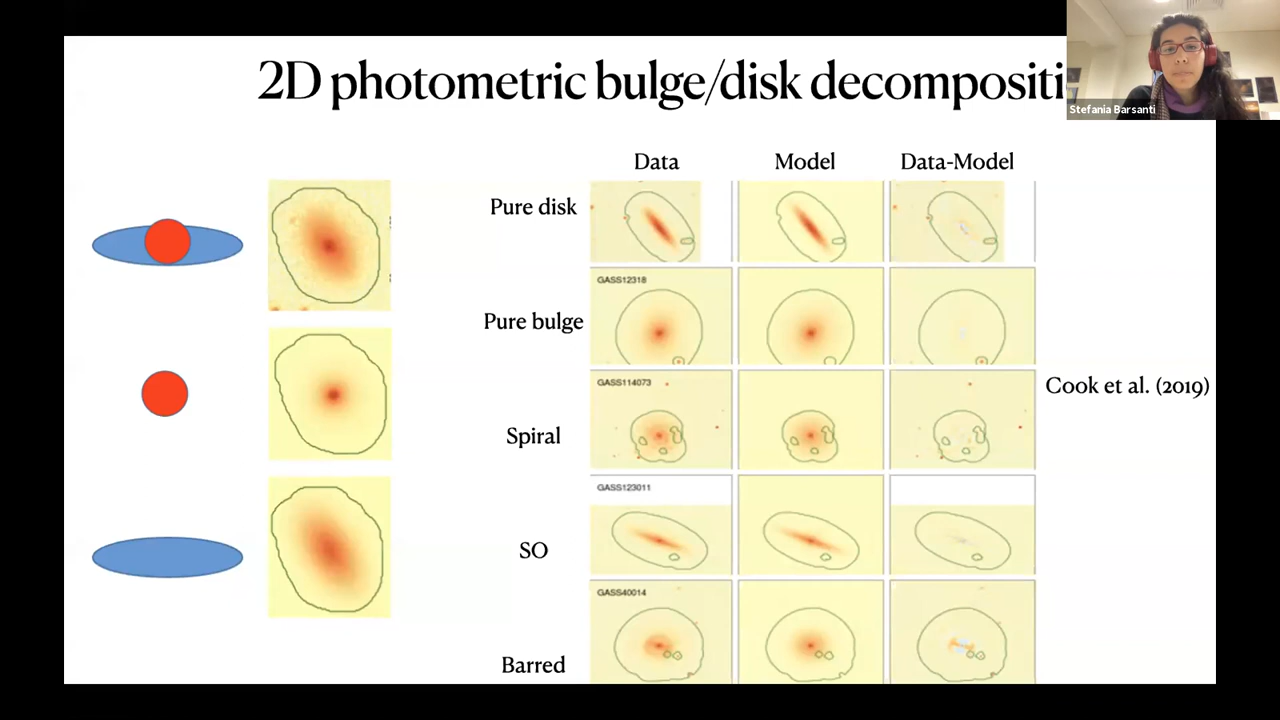 2D photometric bulge/disk decompositi
Stefania Barsanti
Data Model Data-Model
Pure disk
GASS12318
Pure bulge
GASS114073
Cook et al. (2019)
Spiral
GASS123011
SO
GASS40014
Barred